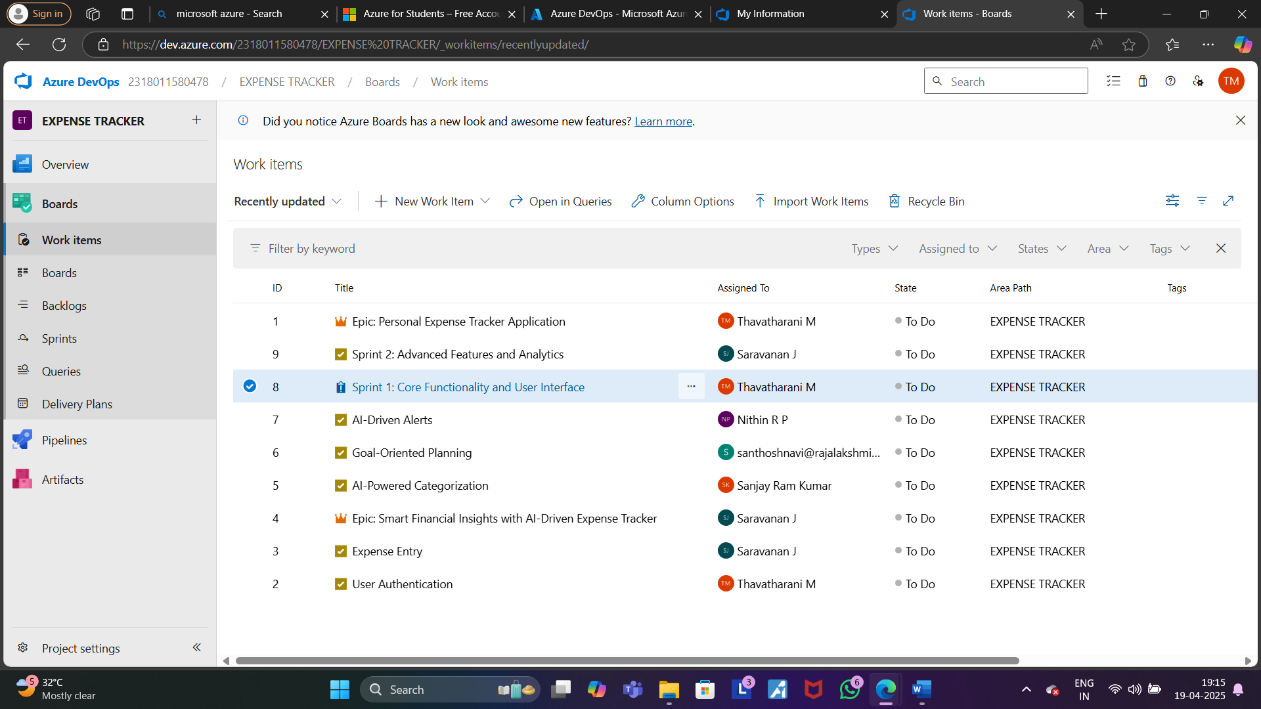 Sign in
microsoft azure - Search
Azure for Students – Free Accou
Azure DevOps - Microsoft Azur
My Information
Work items - Boards
https://dev.azure.com/2318011580478/EXPENSE%20TRACKER/_workitems/recentlyupdated/
Azure DevOps 2318011580478 / EXPENSE TRACKER / Boards / Work items
Search
TM
ET EXPENSE TRACKER
Did you notice Azure Boards has a new look and awesome new features? Learn more.
Overview
Boards
Work items
Boards
Backlogs
Sprints
Queries
Delivery Plans
Pipelines
Artifacts
Project settings
Work items
Recently updated New Work Item Open in Queries Column Options Import Work Items Recycle Bin
Filter by keyword Types Assigned to States Area Tags
ID Title Assigned To State Area Path Tags
1 Epic: Personal Expense Tracker Application TM Thavatharani M To Do EXPENSE TRACKER
9 Sprint 2: Advanced Features and Analytics SJ Saravanan J To Do EXPENSE TRACKER
8 Sprint 1: Core Functionality and User Interface ... TM Thavatharani M To Do EXPENSE TRACKER
7 AI-Driven Alerts NP Nithin R P To Do EXPENSE TRACKER
6 Goal-Oriented Planning S santhoshnavi@rajalakshmi... To Do EXPENSE TRACKER
5 AI-Powered Categorization SK Sanjay Ram Kumar To Do EXPENSE TRACKER
4 Epic: Smart Financial Insights with AI-Driven Expense Tracker SJ Saravanan J To Do EXPENSE TRACKER
3 Expense Entry SJ Saravanan J To Do EXPENSE TRACKER
2 User Authentication TM Thavatharani M To Do EXPENSE TRACKER
5 32°C
Mostly clear
Search
3
6
ENG
IN
19:15
19-04-2025